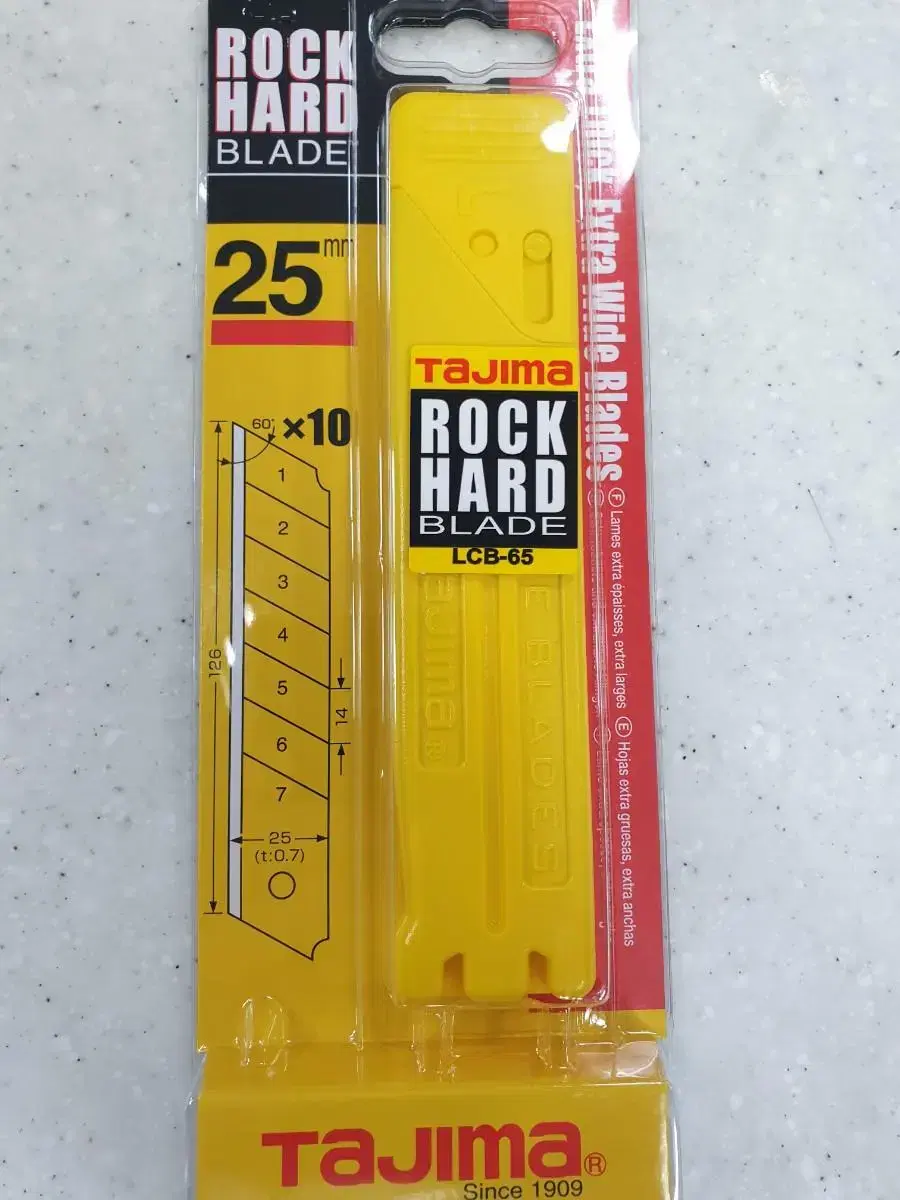 ROCK
HARD
BLADE
25mm
×10
60°
1
2
3
4
5
6
7
126
14
25
(t:0.7)
TAJIMA
ROCK
HARD
BLADE
LCB-65
BLADES
Extra Wide Blades
Ⓕ Lames extra épaisses, extra larges Ⓔ Hojas extra gruesas, extra anchas
TAJIMA®
Since 1909